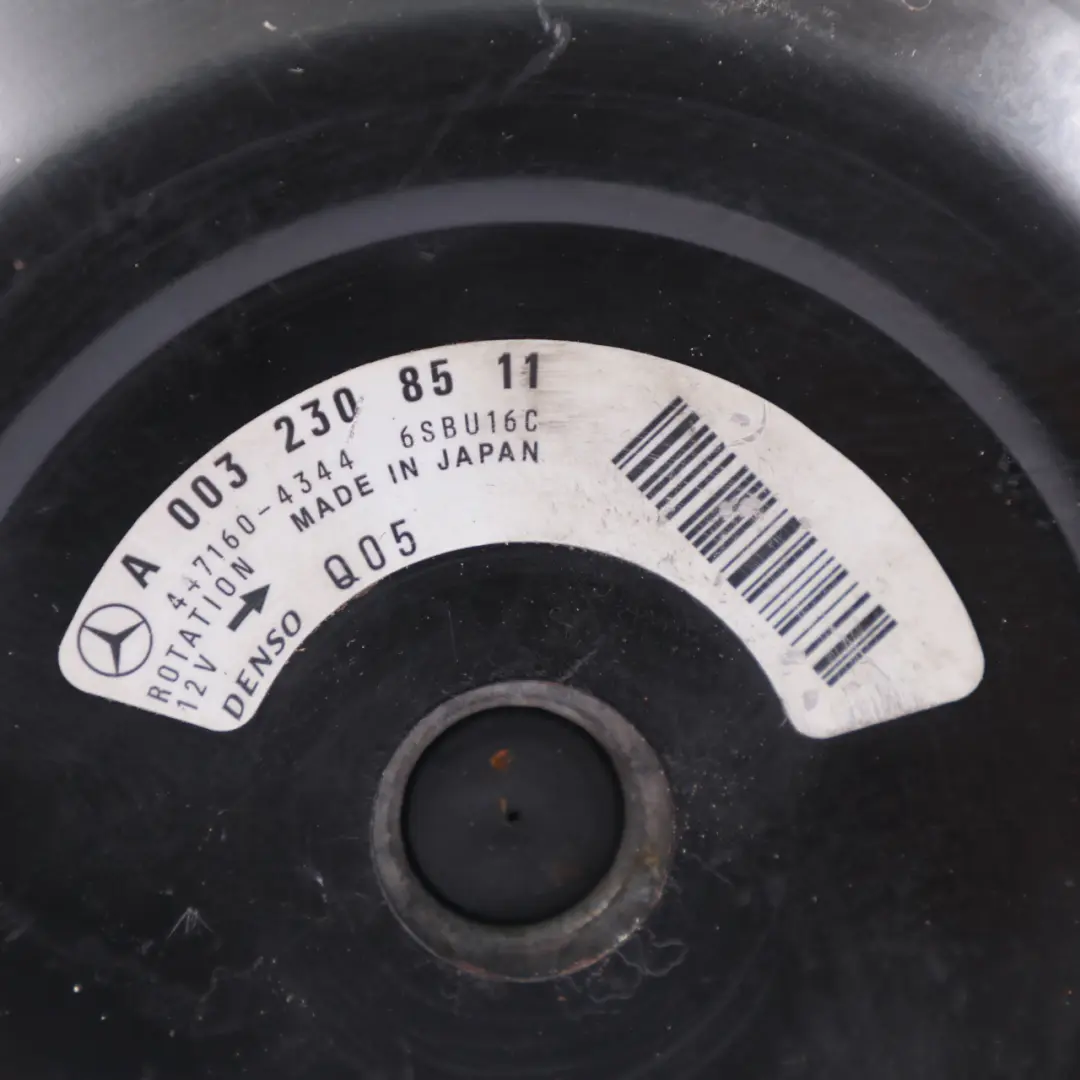 A 003 230 85 11
447160-4344 6SBU16C
ROTATION MADE IN JAPAN
12V
DENSO Q05